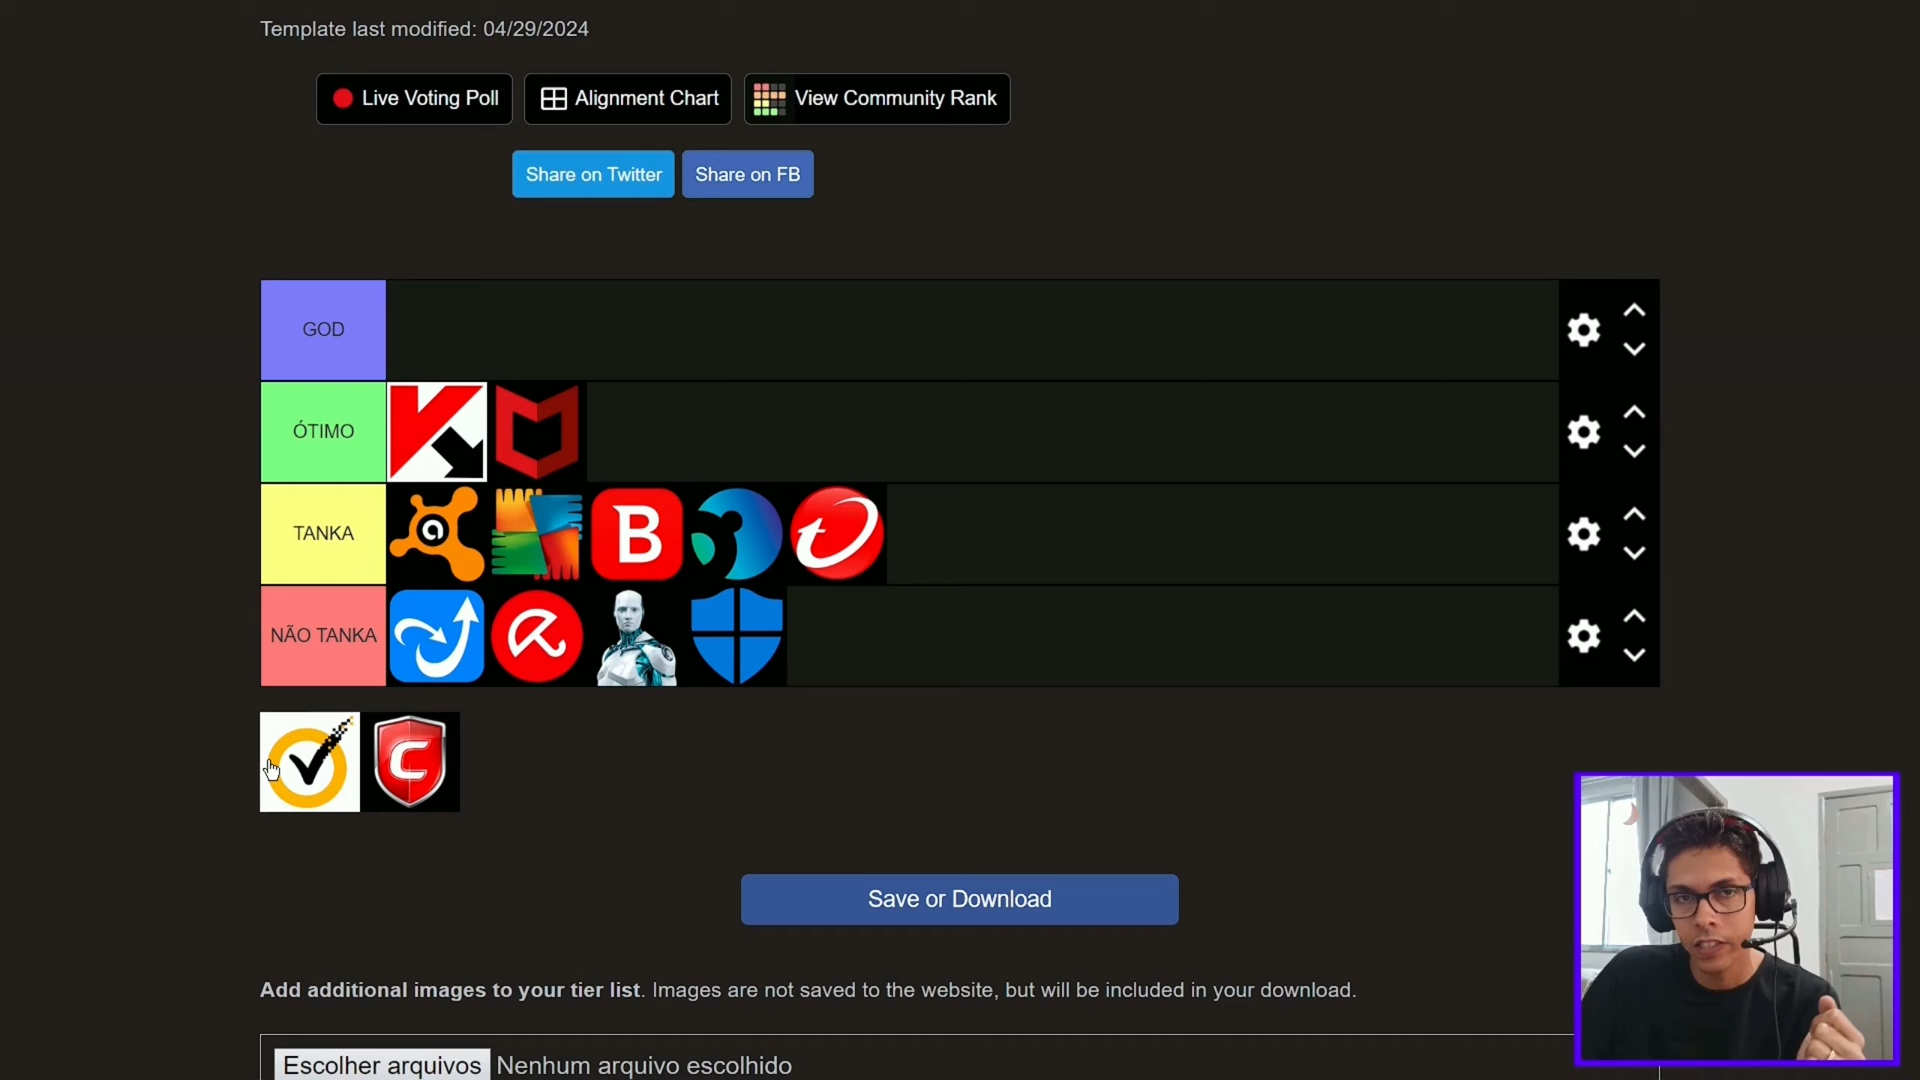 Template last modified: 04/29/2024
Live Voting Poll
Alignment Chart
View Community Rank
Share on Twitter
Share on FB
GOD
ÓTIMO
TANKA
NÃO TANKA
Save or Download
Add additional images to your tier list. Images are not saved to the website, but will be included in your download.
Escolher arquivos Nenhum arquivo escolhido